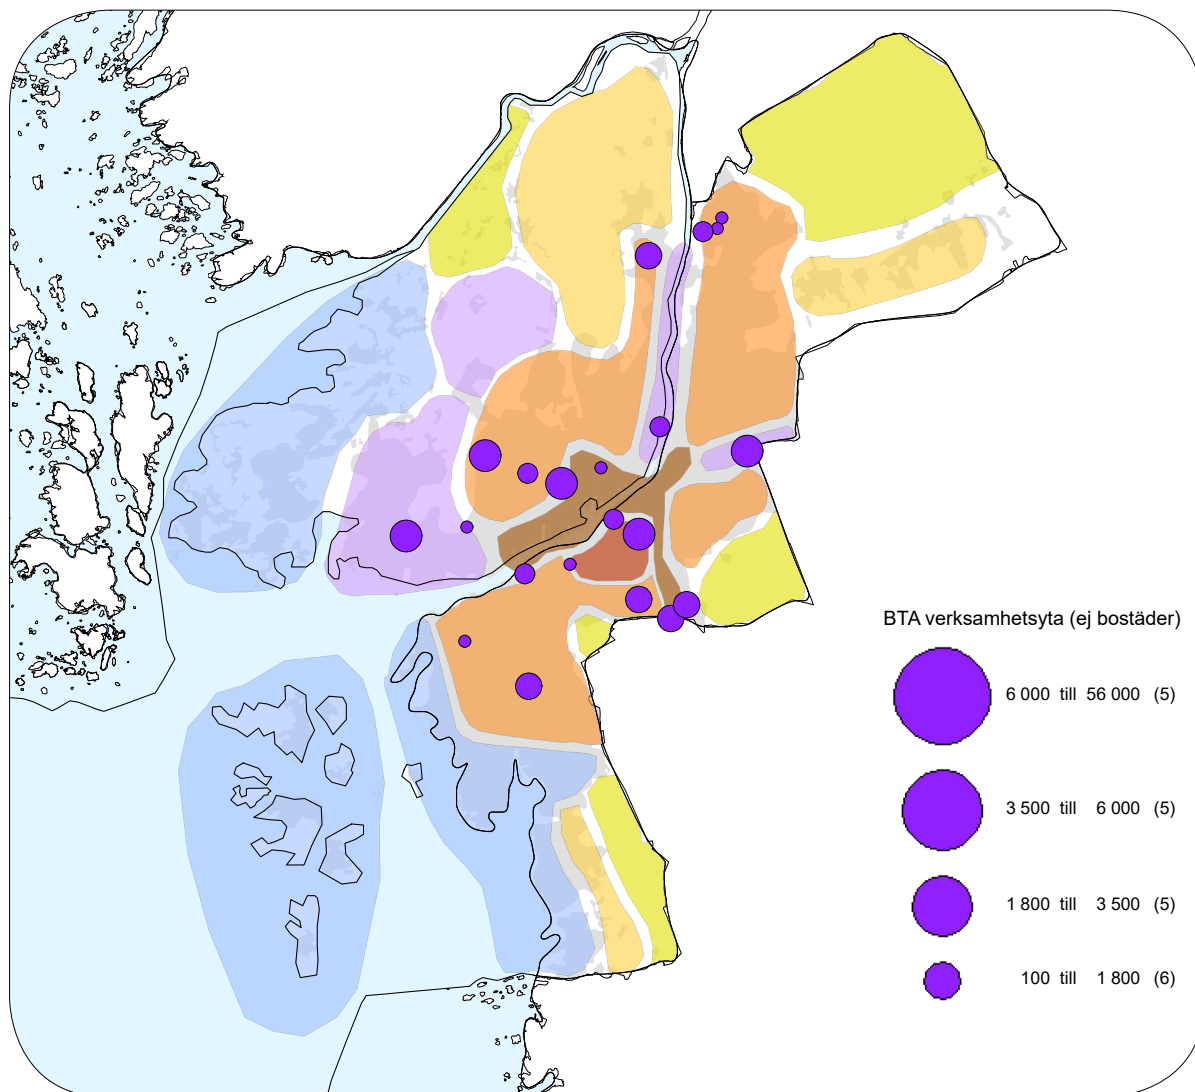 BTA verksamhetsyta (ej bostäder)
6 000 till 56 000 (5)
3 500 till 6 000 (5)
1 800 till 3 500 (5)
100 till 1 800 (6)